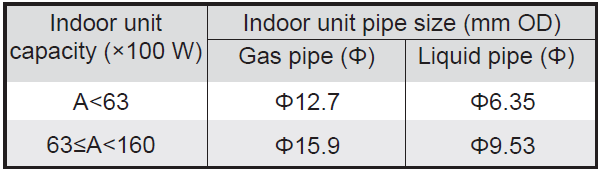 Indoor unit capacity (×100 W) Indoor unit pipe size (mm OD)
Gas pipe (Φ) Liquid pipe (Φ)
A<63 Φ12.7 Φ6.35
63≤A<160 Φ15.9 Φ9.53